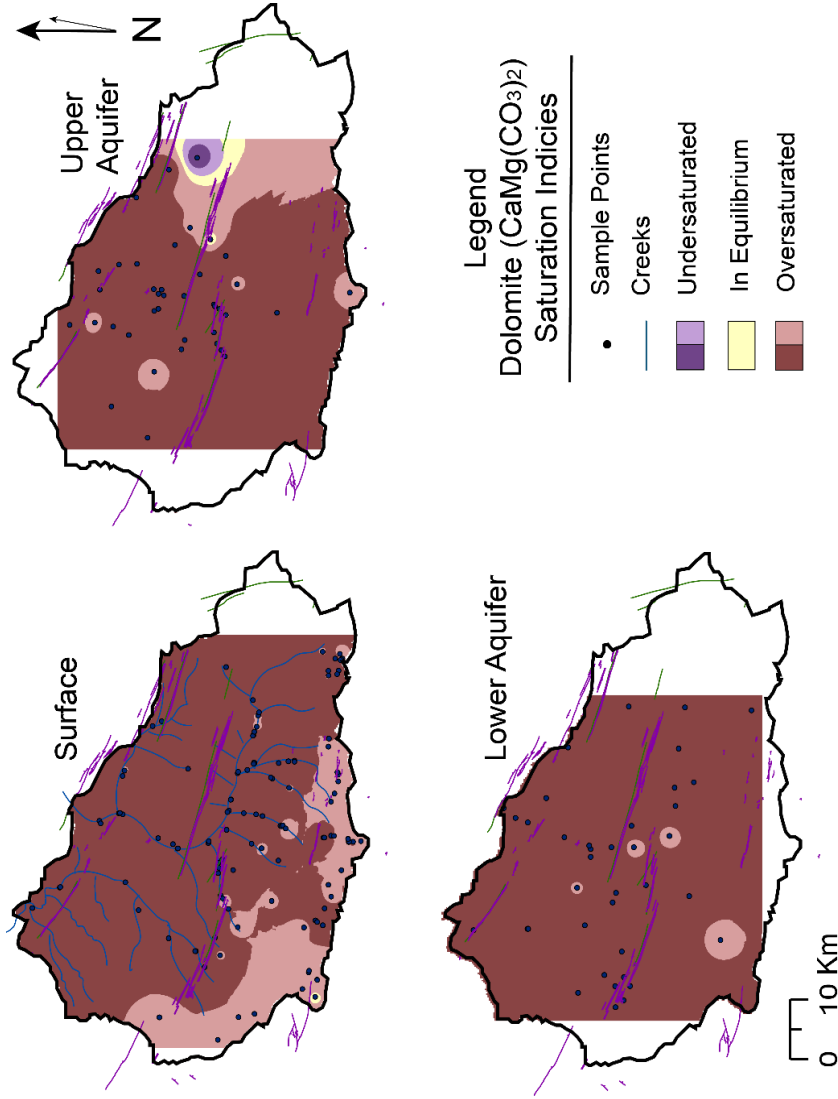 Surface
Upper
Aquifer
N
Lower Aquifer
0 10 Km
Legend
Dolomite (CaMg(CO3)2)
Saturation Indicies
Sample Points
Creeks
Undersaturated
In Equilibrium
Oversaturated